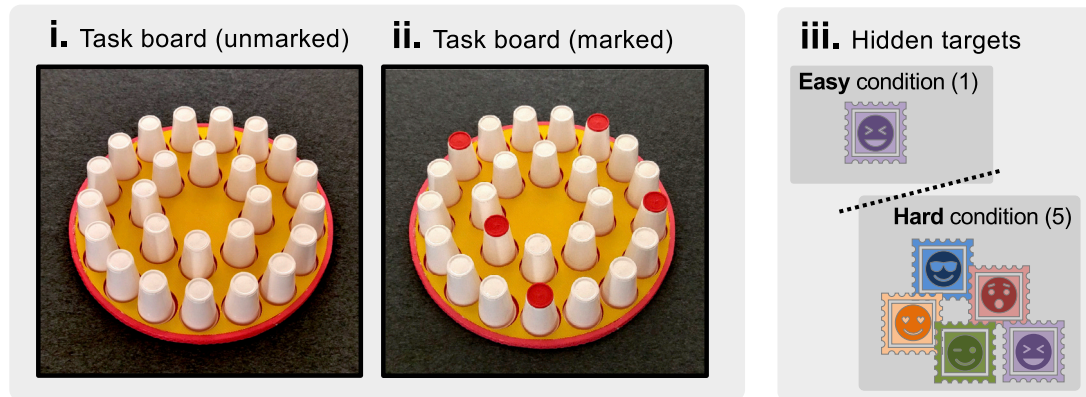 i. Task board (unmarked)
ii. Task board (marked)
iii. Hidden targets
Easy condition (1)
Hard condition (5)